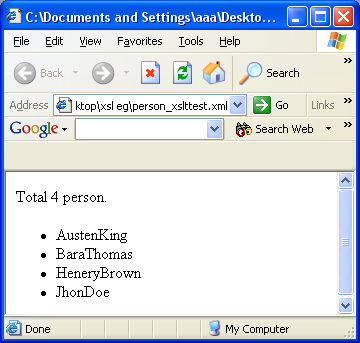 C:\Documents and Settings\aaa\Deskto...
File Edit View Favorites Tools Help
Back Search
Address ktop\xsl eg\person_xslttest.xml Go Links »
Google Search Web »
Total 4 person.
• AustenKing
• BaraThomas
• HeneryBrown
• JhonDoe
Done My Computer